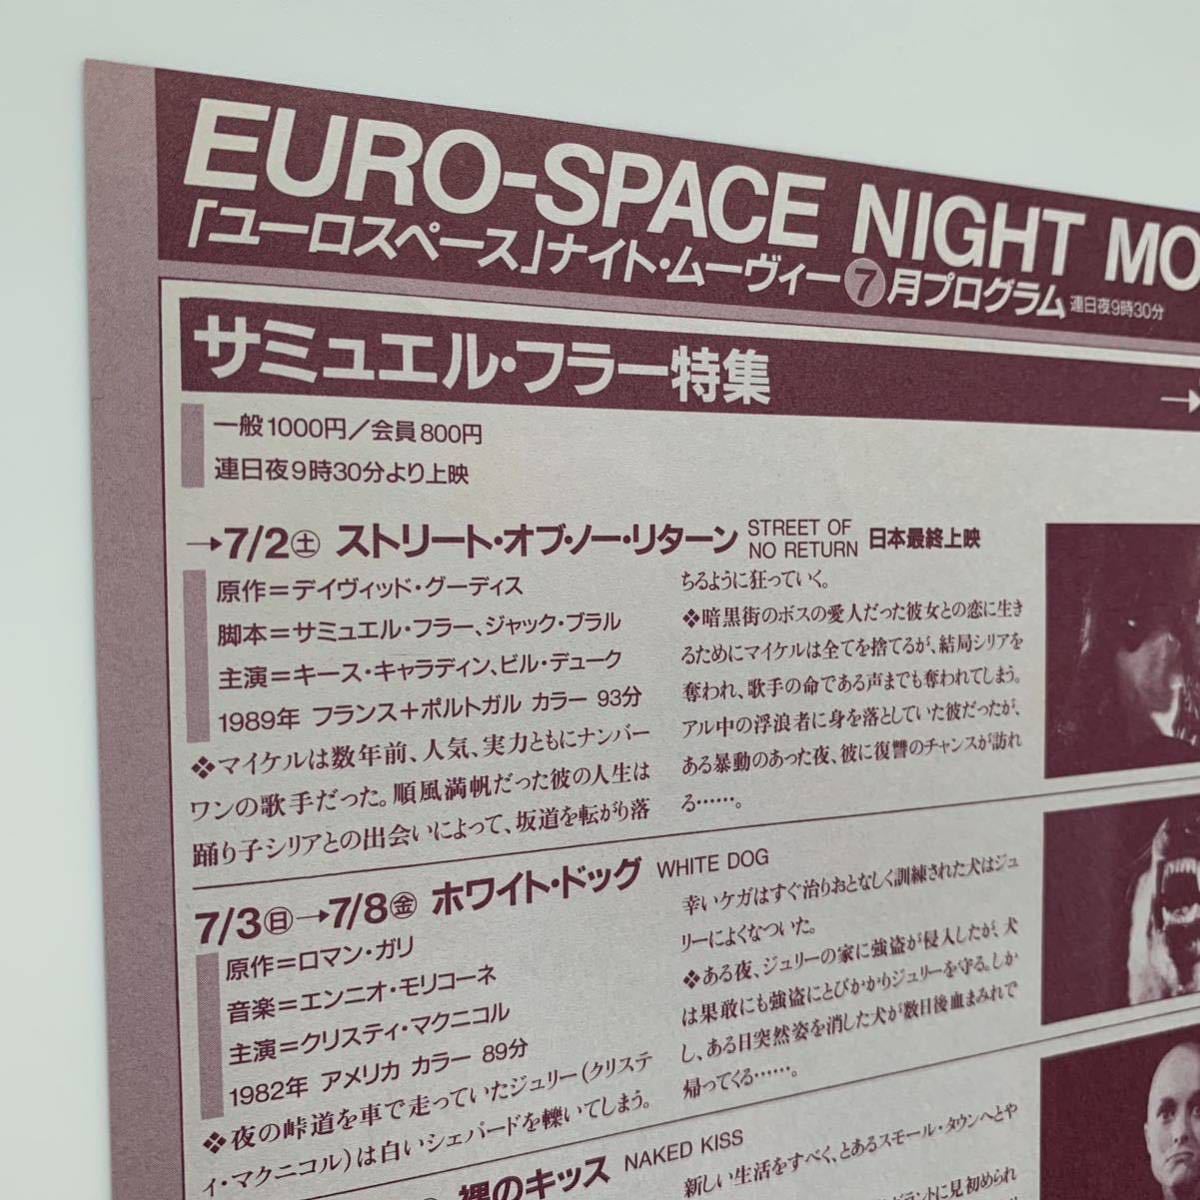 EURO-SPACE NIGHT MO
「ユーロスペース」ナイト・ムーヴィー7月プログラム 連日夜9時30分
サミュエル・フラー特集 →
一般1000円／会員800円
連日夜9時30分より上映
→7/2㊏ ストリート・オブ・ノー・リターン STREET OF NO RETURN 日本最終上映
原作＝デイヴィッド・グーディス
脚本＝サミュエル・フラー、ジャック・ブラル
主演＝キース・キャラディン、ビル・デューク
1989年 フランス＋ポルトガル カラー 93分
❖マイケルは数年前、人気、実力ともにナンバー
ワンの歌手だった。順風満帆だった彼の人生は
踊り子シリアとの出会いによって、坂道を転がり落
ちるように狂っていく。
❖暗黒街のボスの愛人だった彼女との恋に生き
るためにマイケルは全てを捨てるが、結局シリアを
奪われ、歌手の命である声までも奪われてしまう。
アル中の浮浪者に身を落としていた彼だったが、
ある暴動のあった夜、彼に復讐のチャンスが訪れ
る……。
7/3㊐→7/8㊎ ホワイト・ドッグ WHITE DOG
原作＝ロマン・ガリ
音楽＝エンニオ・モリコーネ
主演＝クリスティ・マクニコル
1982年 アメリカ カラー 89分
❖夜の峠道を車で走っていたジュリー（クリステ
ィ・マクニコル）は白いシェパードを轢いてしまう。
幸いケガはすぐ治りおとなしく訓練された犬はジュ
リーによくなついた。
❖ある夜、ジュリーの家に強盗が侵入したが、犬
は果敢にも強盗にとびかかりジュリーを守る。しか
し、ある日突然姿を消した犬が数日後血まみれで
帰ってくる……。
裸のキッス NAKED KISS
新しい生活をすべく、とあるスモール・タウンへとや
グラントに見初められ